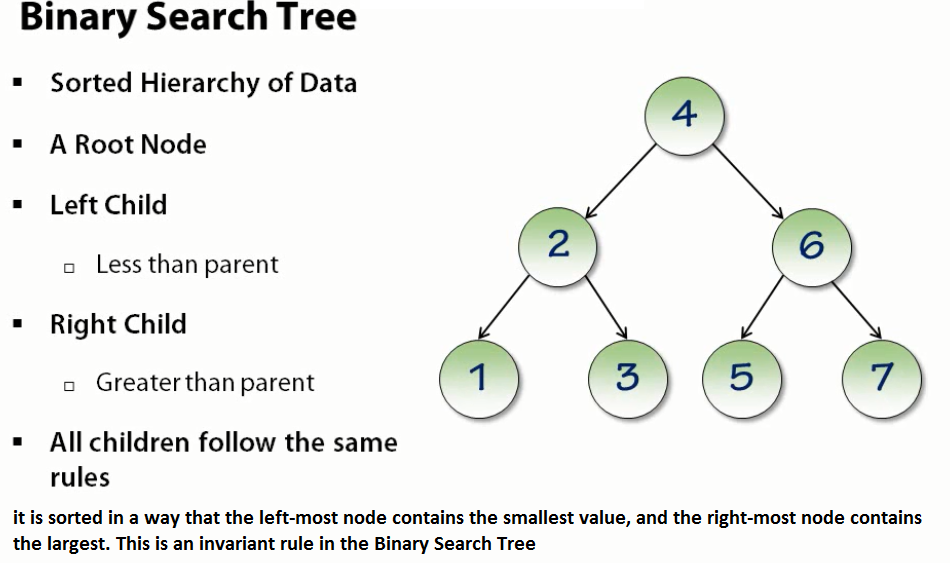 Binary Search Tree
▪ Sorted Hierarchy of Data
▪ A Root Node
▪ Left Child
▫ Less than parent
▪ Right Child
▫ Greater than parent
▪ All children follow the same
rules
4
2 6
1 3 5 7
it is sorted in a way that the left-most node contains the smallest value, and the right-most node contains
the largest. This is an invariant rule in the Binary Search Tree